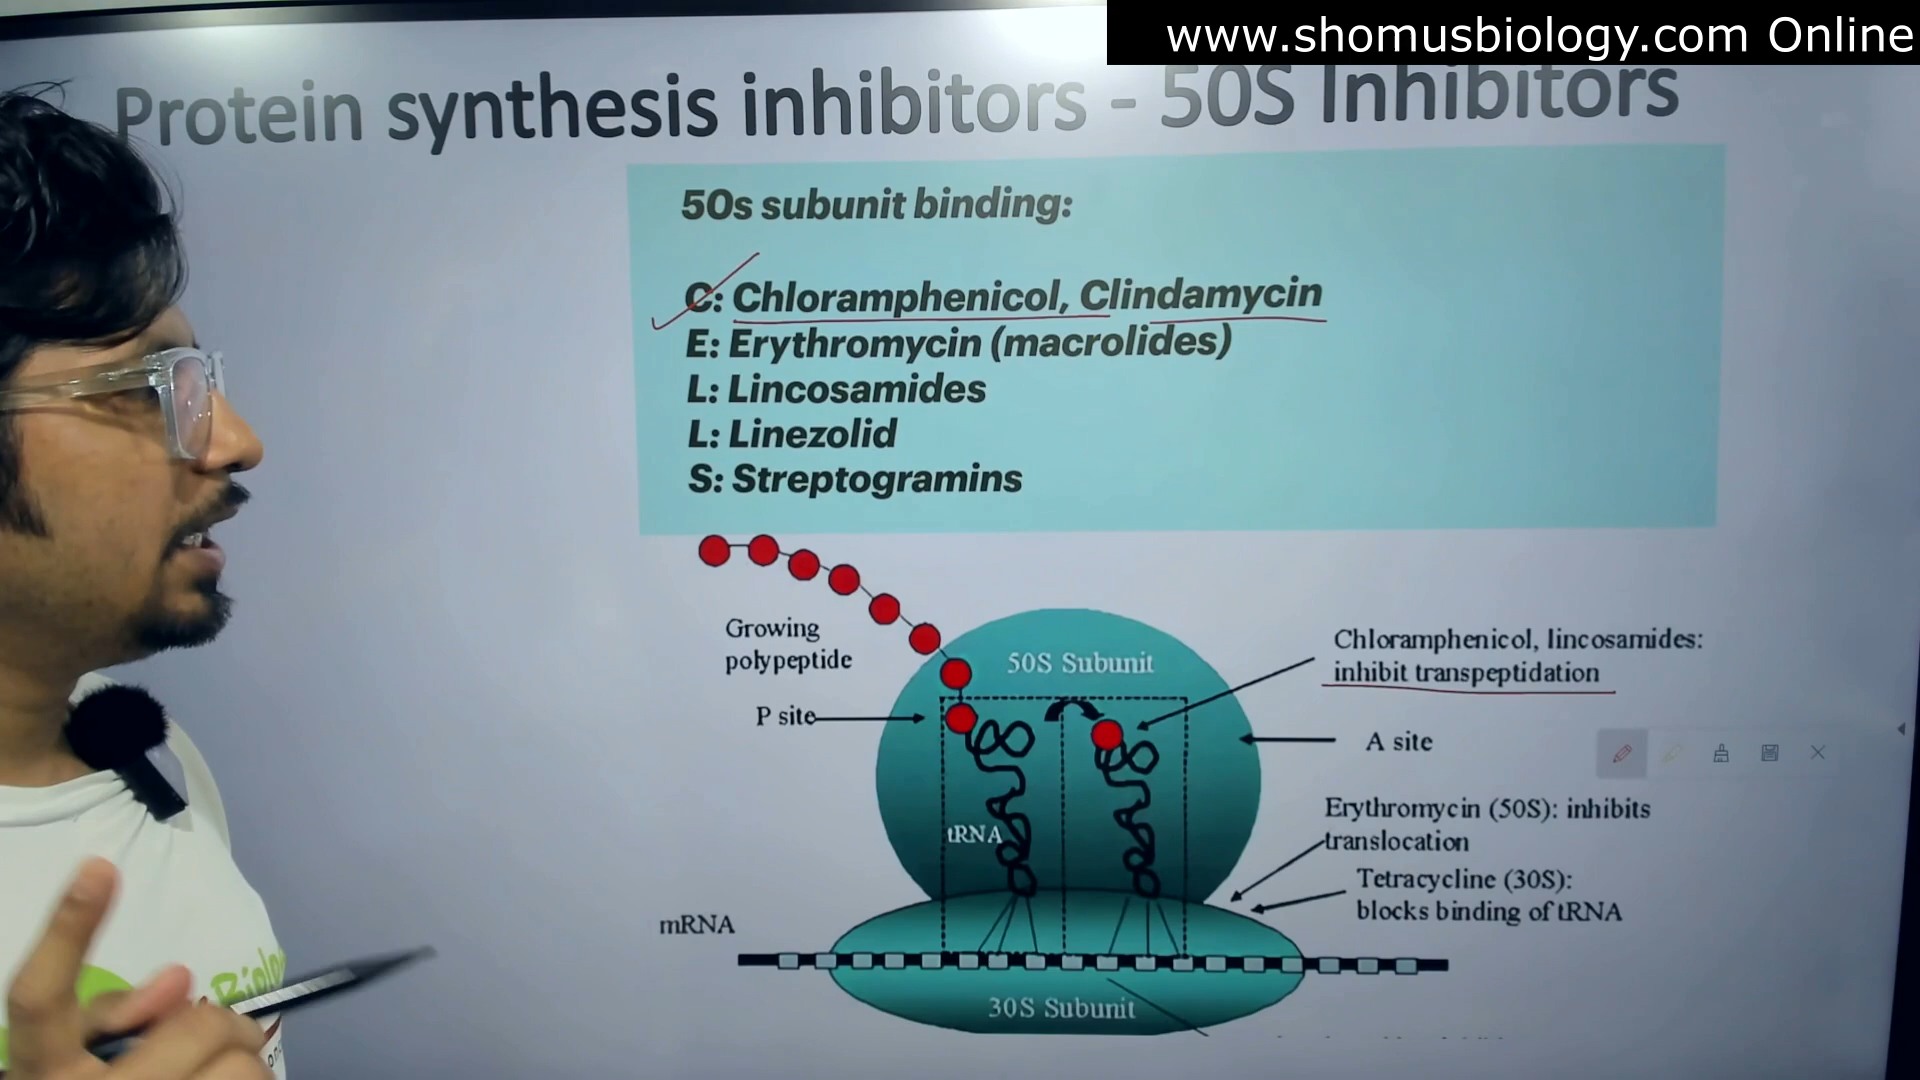 www.shomusbiology.com Online
Protein synthesis inhibitors - 50S Inhibitors
50s subunit binding:
C: Chloramphenicol, Clindamycin
E: Erythromycin (macrolides)
L: Lincosamides
L: Linezolid
S: Streptogramins
Growing
polypeptide
50S Subunit
Chloramphenicol, lincosamides:
inhibit transpeptidation
P site
A site
tRNA
Erythromycin (50S): inhibits
translocation
Tetracycline (30S):
blocks binding of tRNA
mRNA
30S Subunit